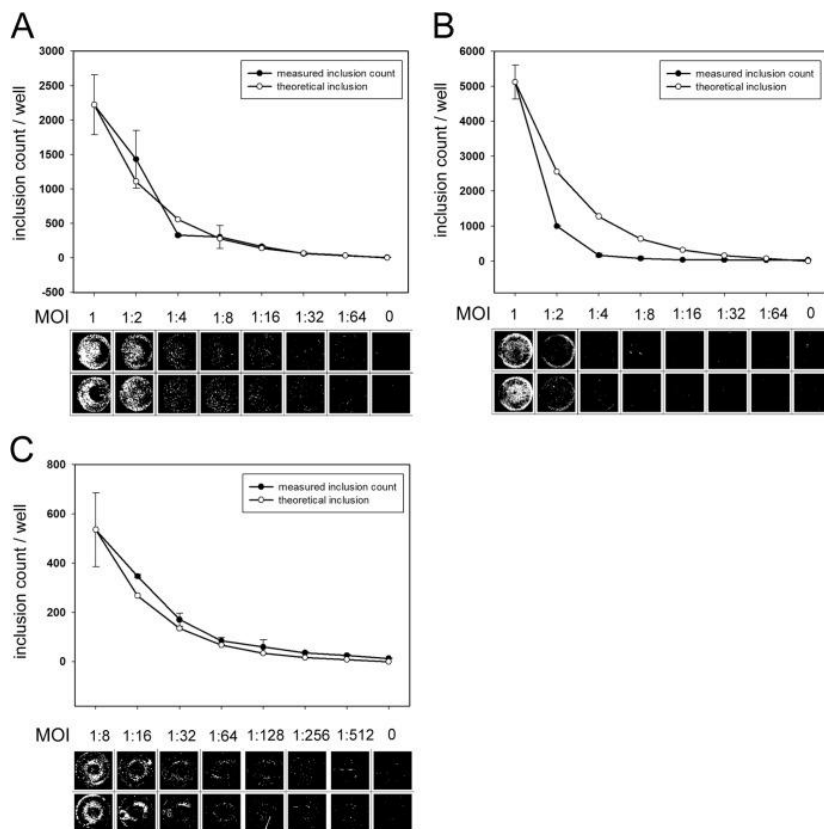 A
3000
2500
2000
1500
1000
500
0
-500
inclusion count / well
measured inclusion count
theoretical inclusion
MOI 1 1:2 1:4 1:8 1:16 1:32 1:64 0
B
6000
5000
4000
3000
2000
1000
0
inclusion count / well
measured inclusion count
theoretical inclusion
MOI 1 1:2 1:4 1:8 1:16 1:32 1:64 0
C
800
600
400
200
0
inclusion count / well
measured inclusion count
theoretical inclusion
MOI 1:8 1:16 1:32 1:64 1:128 1:256 1:512 0